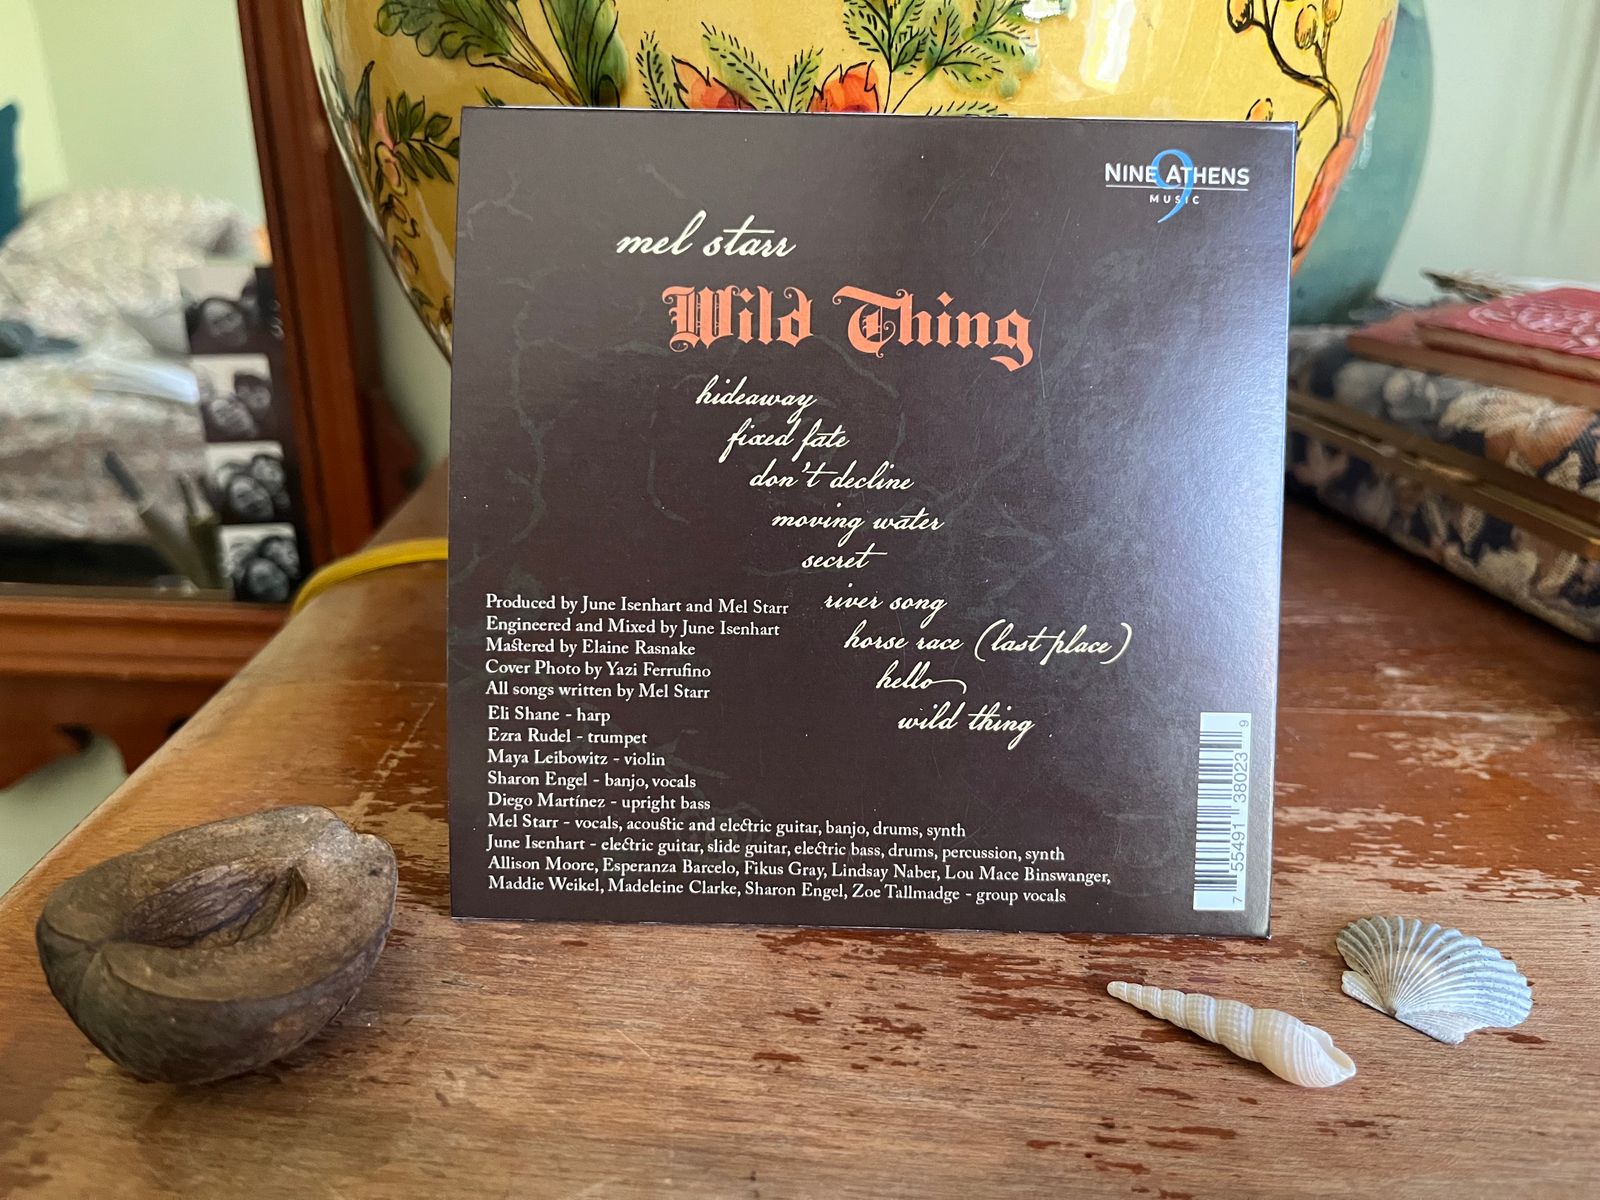 NINE 9 ATHENS
MUSIC
mel starr
Wild Thing
hideaway
fixed fate
don't decline
moving water
secret
river song
horse race (last place)
hello
wild thing
Produced by June Isenhart and Mel Starr
Engineered and Mixed by June Isenhart
Mastered by Elaine Rasnake
Cover Photo by Yazi Ferrufino
All songs written by Mel Starr
Eli Shane - harp
Ezra Rudel - trumpet
Maya Leibowitz - violin
Sharon Engel - banjo, vocals
Diego Martínez - upright bass
Mel Starr - vocals, acoustic and electric guitar, banjo, drums, synth
June Isenhart - electric guitar, slide guitar, electric bass, drums, percussion, synth
Allison Moore, Esperanza Barcelo, Fikus Gray, Lindsay Naber, Lou Mace Binswanger,
Maddie Weikel, Madeleine Clarke, Sharon Engel, Zoe Tallmadge - group vocals
7 55491 38023 9